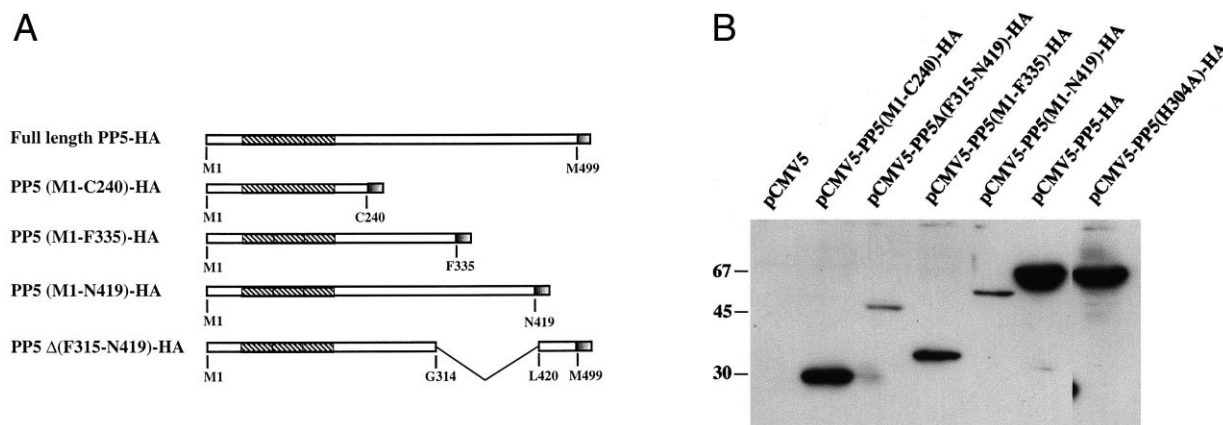 A
Full length PP5-HA
M1
M499
PP5 (M1-C240)-HA
M1
C240
PP5 (M1-F335)-HA
M1
F335
PP5 (M1-N419)-HA
M1
N419
PP5 Δ(F315-N419)-HA
M1
G314
L420
M499
B
pCMV5
pCMV5-PP5(M1-C240)-HA
pCMV5-PP5Δ(F315-N419)-HA
pCMV5-PP5(M1-F335)-HA
pCMV5-PP5(M1-N419)-HA
pCMV5-PP5-HA
pCMV5-PP5(H304A)-HA
67
45
30